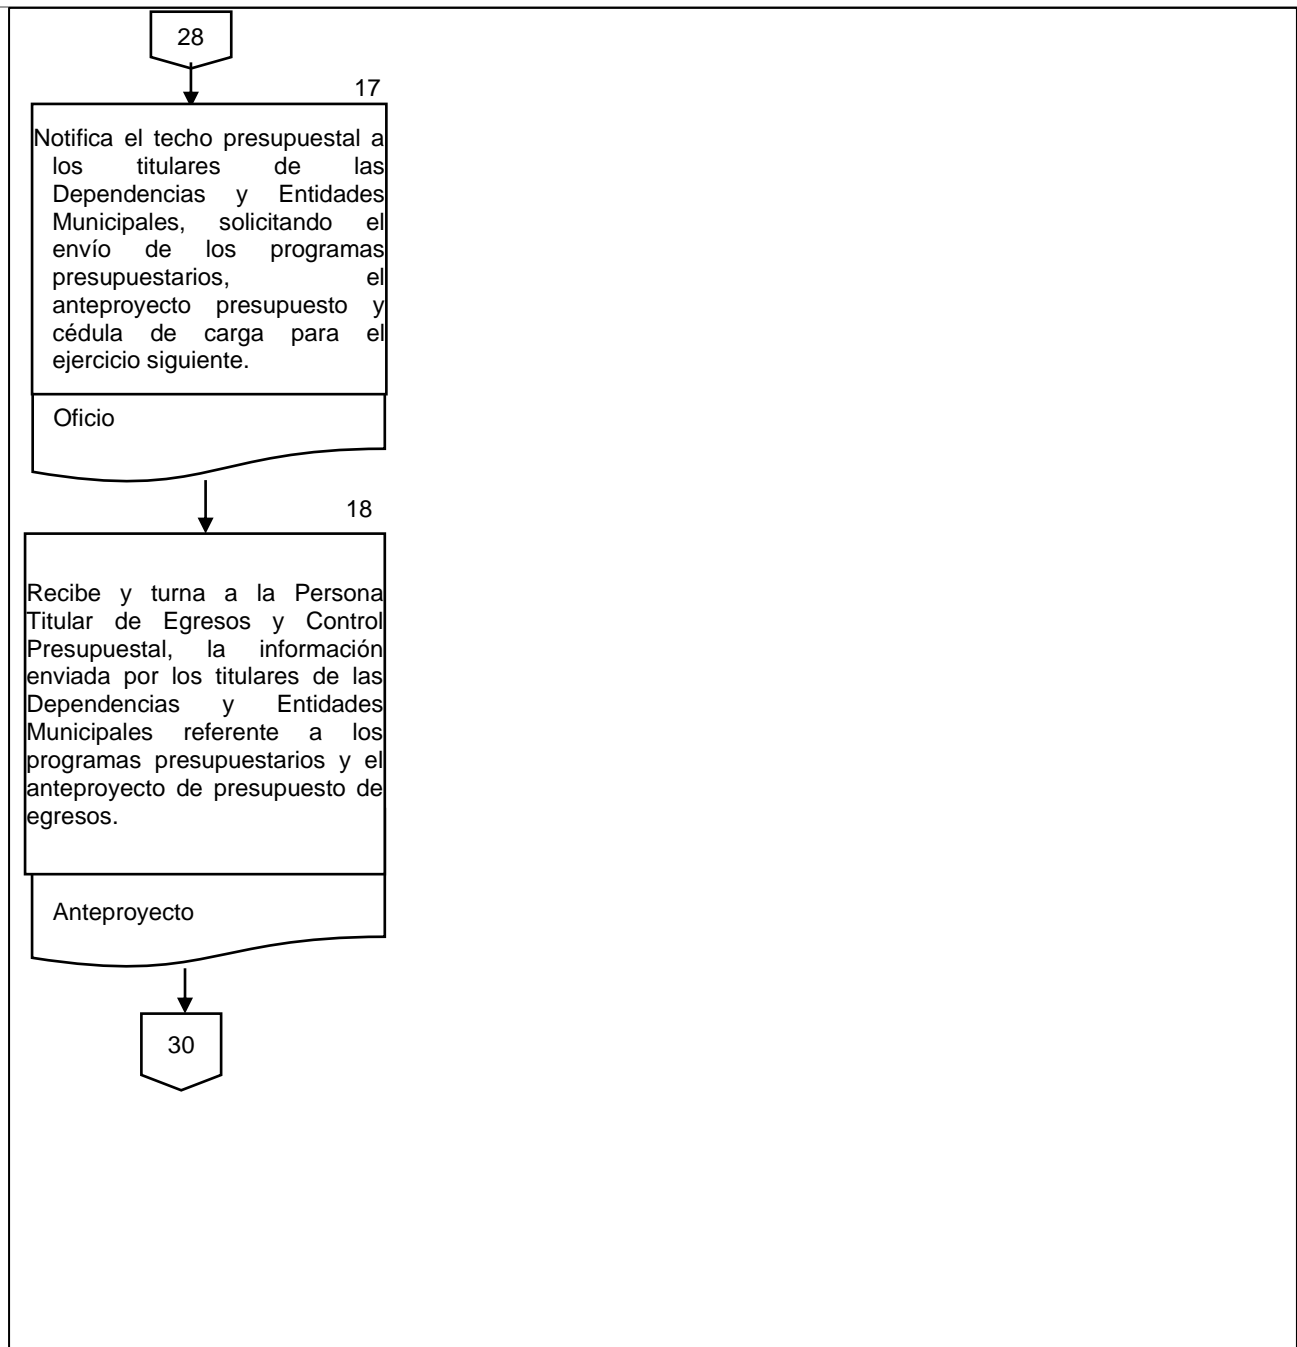 28
17
Notifica el techo presupuestal a
los titulares de las
Dependencias y Entidades
Municipales, solicitando el
envío de los programas
presupuestarios, el
anteproyecto presupuesto y
cédula de carga para el
ejercicio siguiente.
Oficio
18
Recibe y turna a la Persona
Titular de Egresos y Control
Presupuestal, la información
enviada por los titulares de las
Dependencias y Entidades
Municipales referente a los
programas presupuestarios y el
anteproyecto de presupuesto de
egresos.
Anteproyecto
30